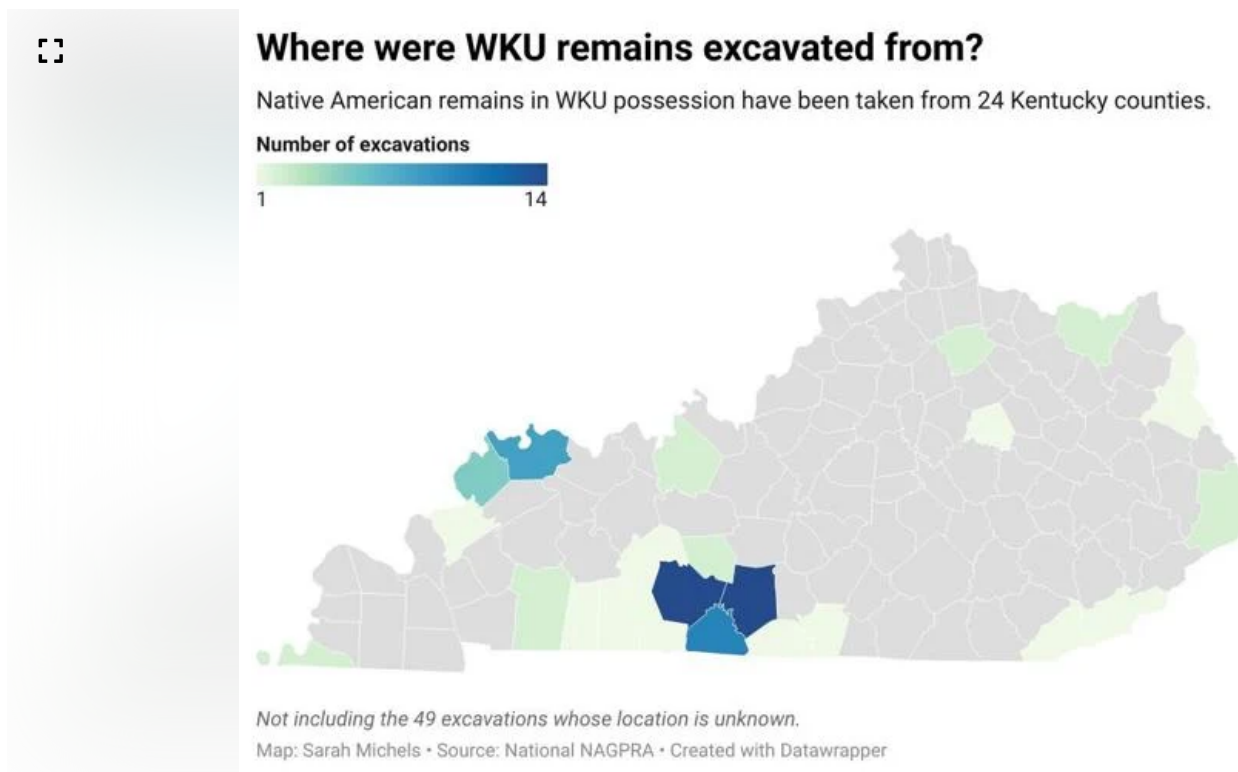 Where were WKU remains excavated from?
Native American remains in WKU possession have been taken from 24 Kentucky counties.
Number of excavations
1 14
Not including the 49 excavations whose location is unknown.
Map: Sarah Michels • Source: National NAGPRA • Created with Datawrapper